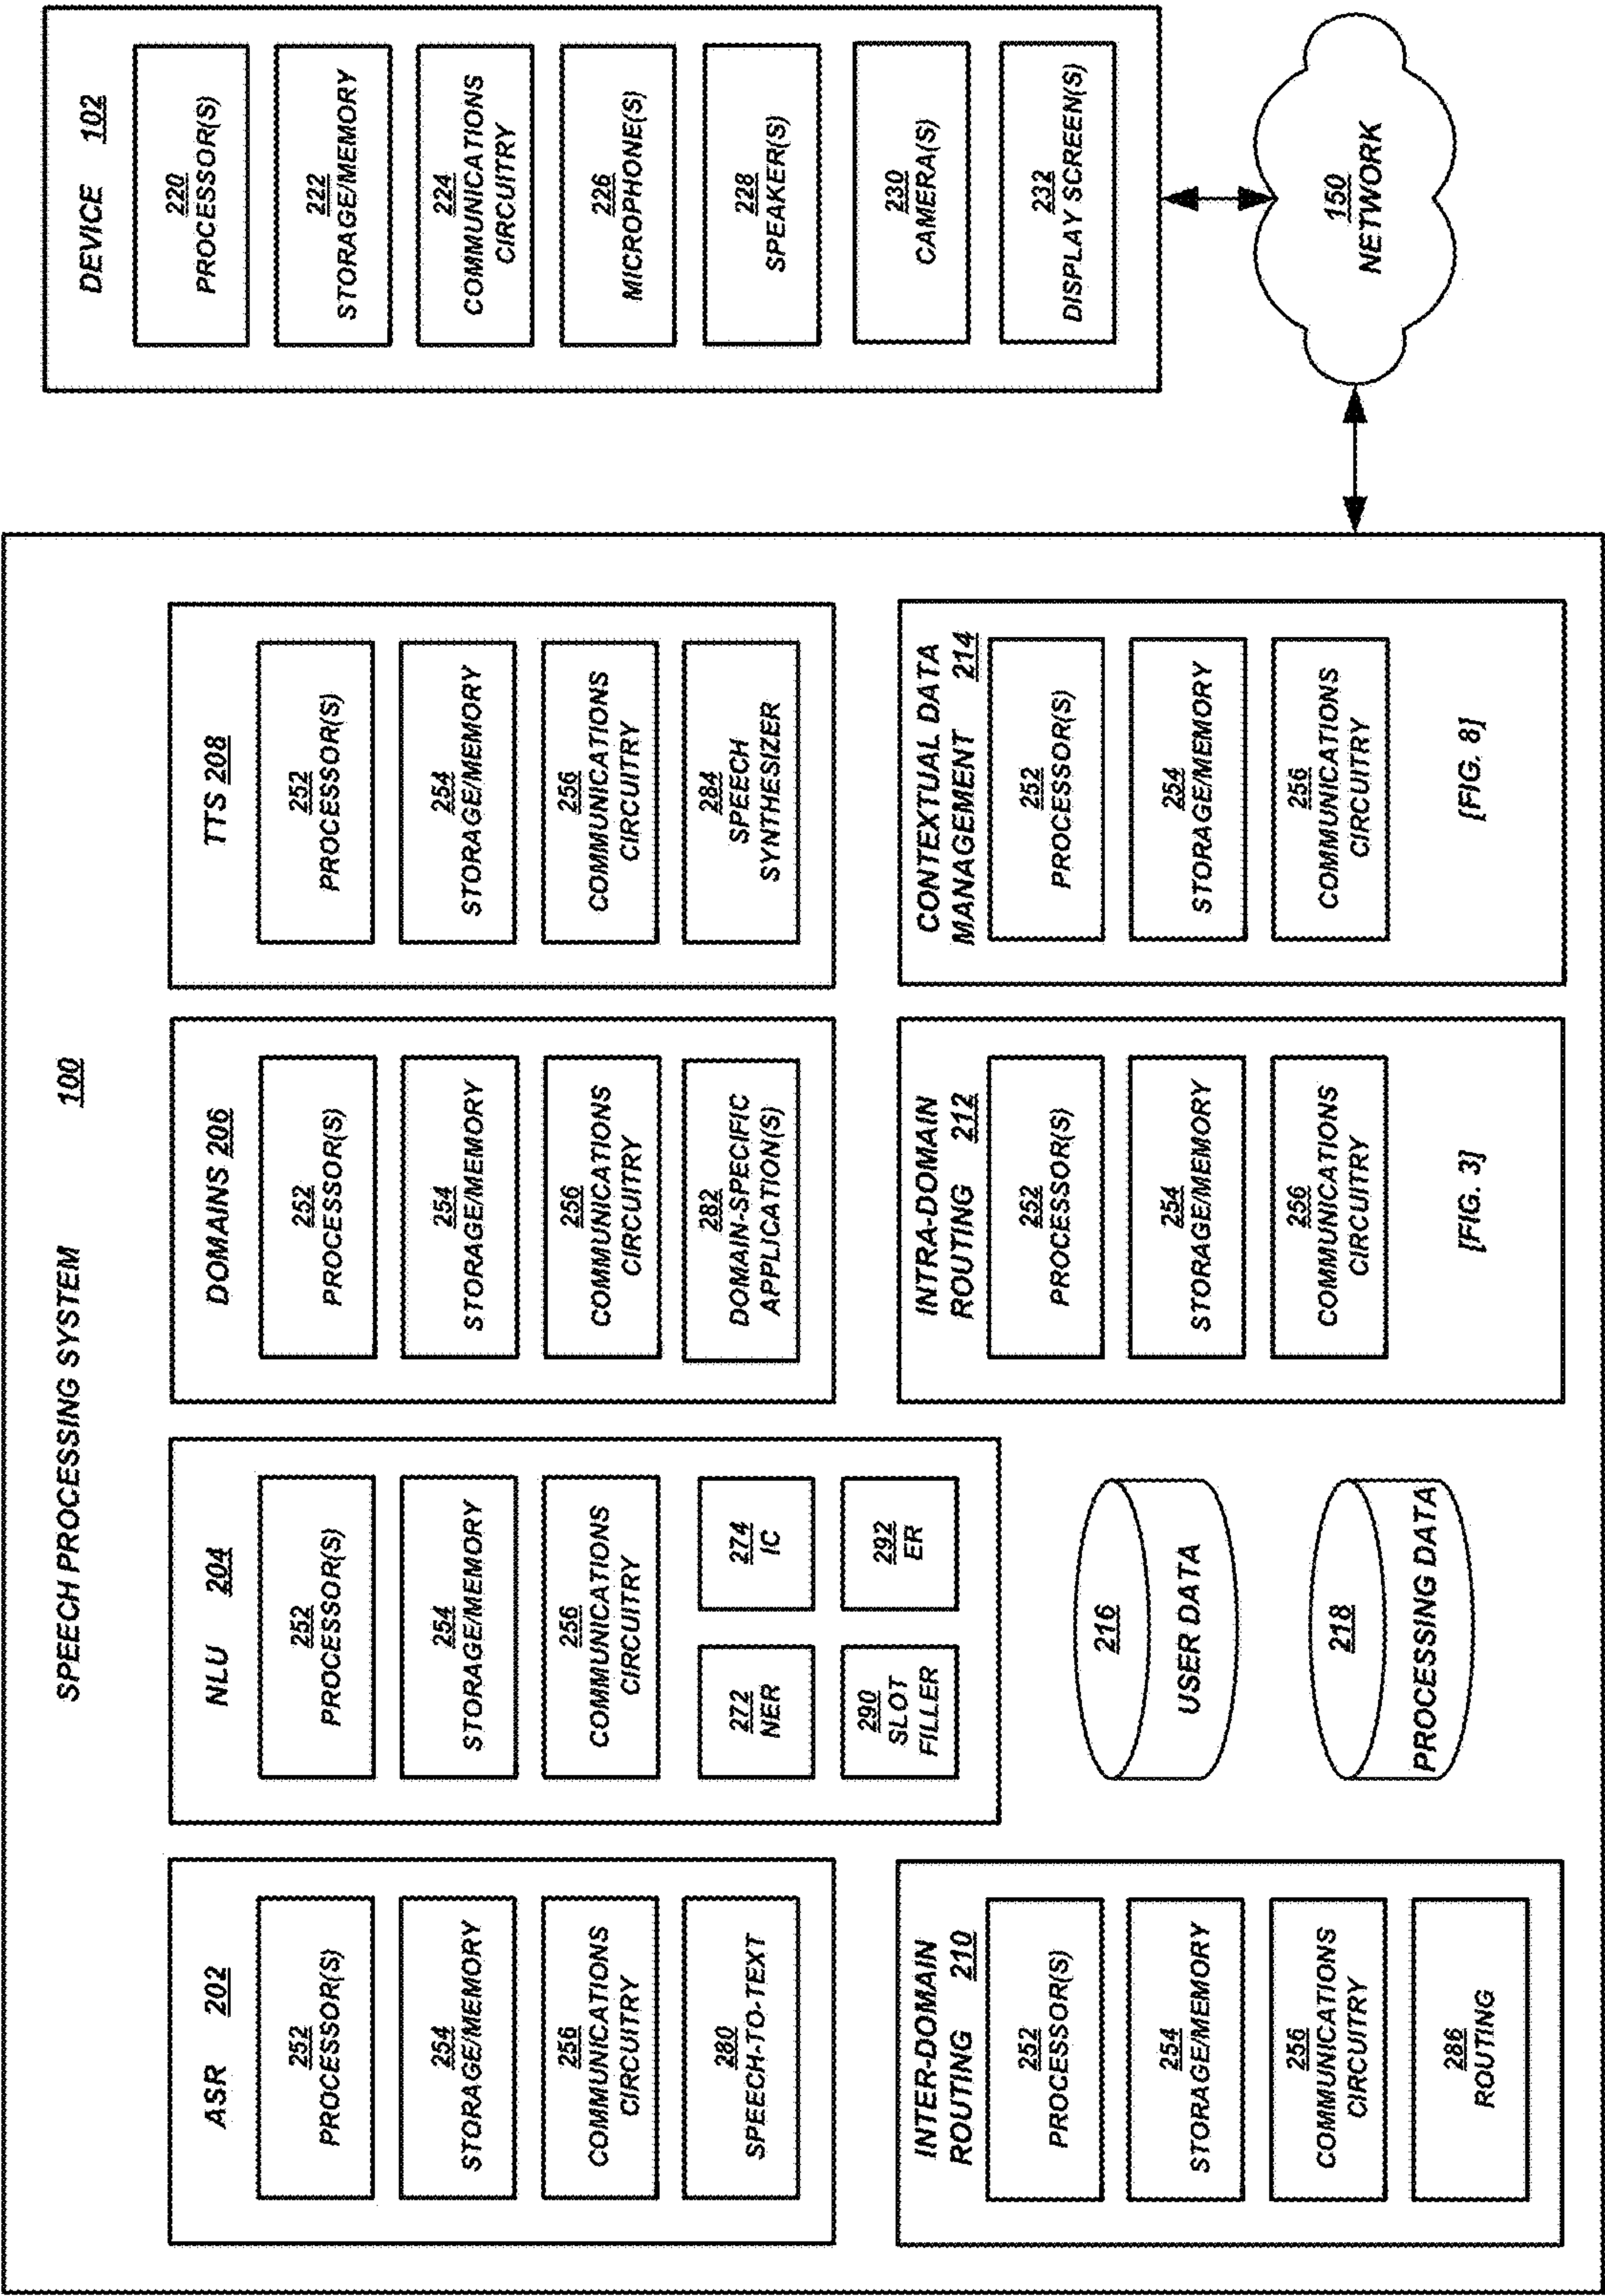 SPEECH PROCESSING SYSTEM 100
ASR 202
252
PROCESSOR(S)
254
STORAGE/MEMORY
256
COMMUNICATIONS
CIRCUITRY
280
SPEECH-TO-TEXT
NLU 204
252
PROCESSOR(S)
254
STORAGE/MEMORY
256
COMMUNICATIONS
CIRCUITRY
272
NER
274
IC
290
SLOT
FILLER
292
ER
DOMAINS 206
252
PROCESSOR(S)
254
STORAGE/MEMORY
256
COMMUNICATIONS
CIRCUITRY
282
DOMAIN-SPECIFIC
APPLICATION(S)
TTS 208
252
PROCESSOR(S)
254
STORAGE/MEMORY
256
COMMUNICATIONS
CIRCUITRY
284
SPEECH
SYNTHESIZER
INTER-DOMAIN
ROUTING 210
252
PROCESSOR(S)
254
STORAGE/MEMORY
256
COMMUNICATIONS
CIRCUITRY
286
ROUTING
216
USER DATA
218
PROCESSING DATA
INTRA-DOMAIN
ROUTING 212
252
PROCESSOR(S)
254
STORAGE/MEMORY
256
COMMUNICATIONS
CIRCUITRY
[FIG. 3]
CONTEXTUAL DATA
MANAGEMENT 214
252
PROCESSOR(S)
254
STORAGE/MEMORY
256
COMMUNICATIONS
CIRCUITRY
[FIG. 8]
DEVICE 102
220
PROCESSOR(S)
222
STORAGE/MEMORY
224
COMMUNICATIONS
CIRCUITRY
226
MICROPHONE(S)
228
SPEAKER(S)
230
CAMERA(S)
232
DISPLAY SCREEN(S)
150
NETWORK